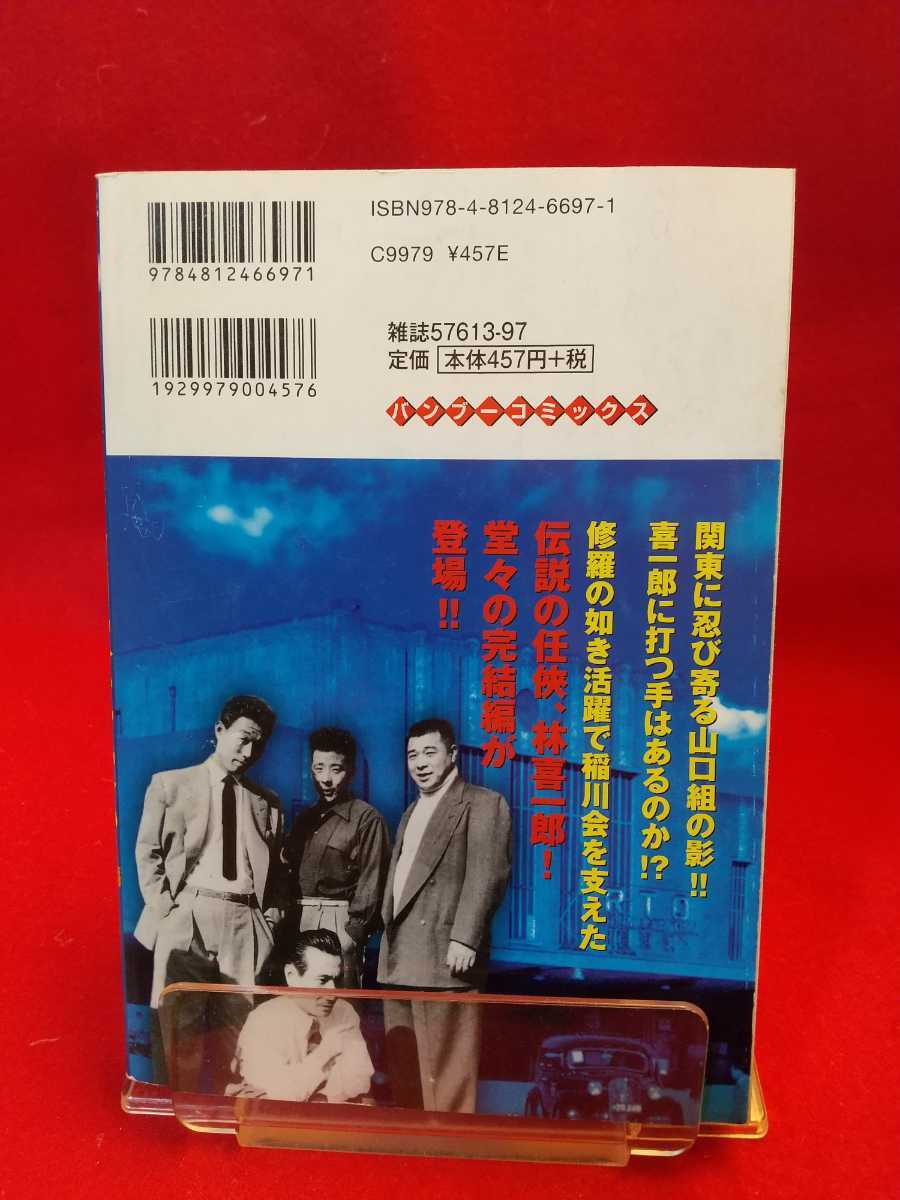 ISBN978-4-8124-6697-1
9784812466971
C9979 ¥457E
雑誌57613-97
定価 本体457円+税
1929979004576
バンブーコミックス
関東に忍び寄る山口組の影!!
喜一郎に打つ手はあるのか!?
修羅の如き活躍で稲川会を支えた
伝説の任侠、林喜一郎!
堂々の完結編が
登場!!